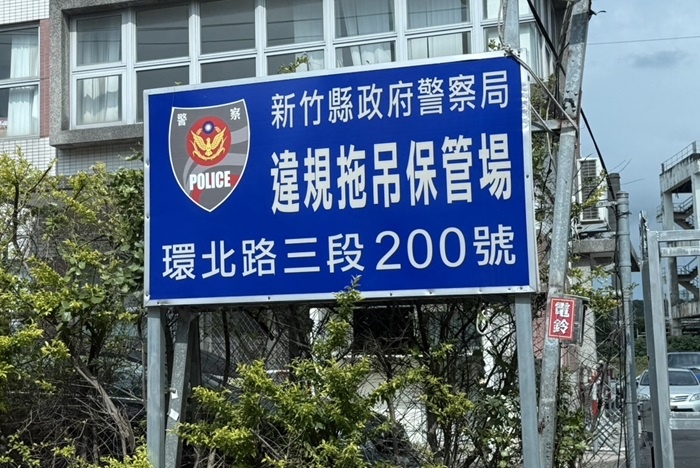 新竹縣政府警察局
警察
POLICE
違規拖吊保管場
環北路三段200號
電鈴